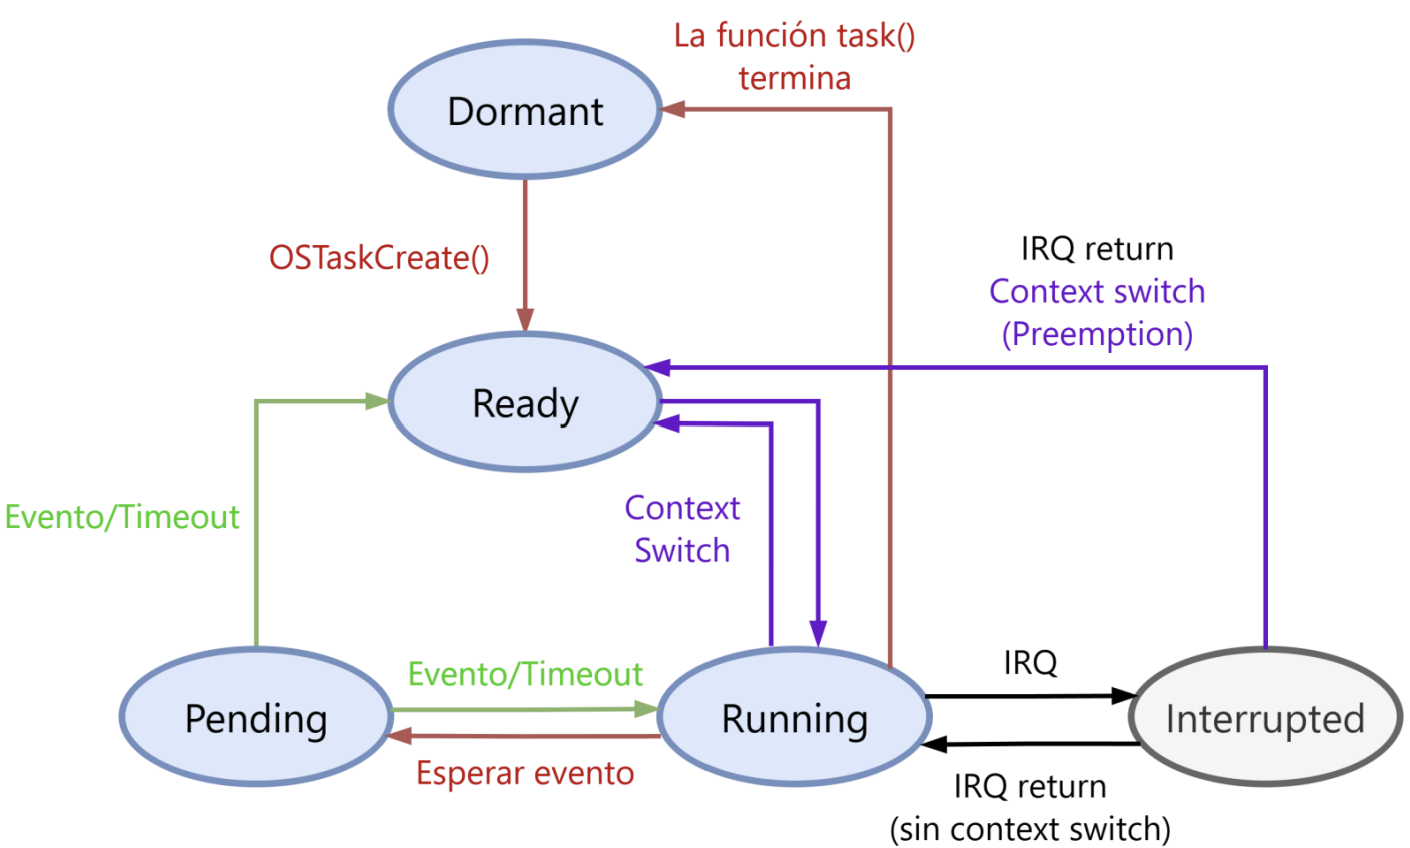 La función task()
termina
Dormant
OSTaskCreate()
IRQ return
Context switch
(Preemption)
Ready
Evento/Timeout
Context
Switch
Evento/Timeout
IRQ
Pending
Running
Interrupted
Esperar evento
IRQ return
(sin context switch)